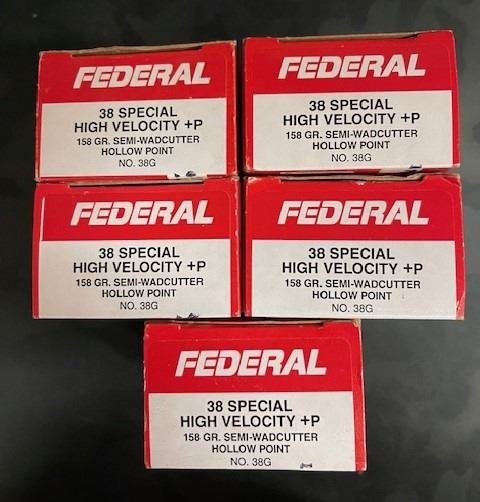 FEDERAL
38 SPECIAL
HIGH VELOCITY +P
158 GR. SEMI-WADCUTTER
HOLLOW POINT
NO. 38G
FEDERAL
38 SPECIAL
HIGH VELOCITY +P
158 GR. SEMI-WADCUTTER
HOLLOW POINT
NO. 38G
FEDERAL
38 SPECIAL
HIGH VELOCITY +P
158 GR. SEMI-WADCUTTER
HOLLOW POINT
NO. 38G
FEDERAL
38 SPECIAL
HIGH VELOCITY +P
158 GR. SEMI-WADCUTTER
HOLLOW POINT
NO. 38G
FEDERAL
38 SPECIAL
HIGH VELOCITY +P
158 GR. SEMI-WADCUTTER
HOLLOW POINT
NO. 38G